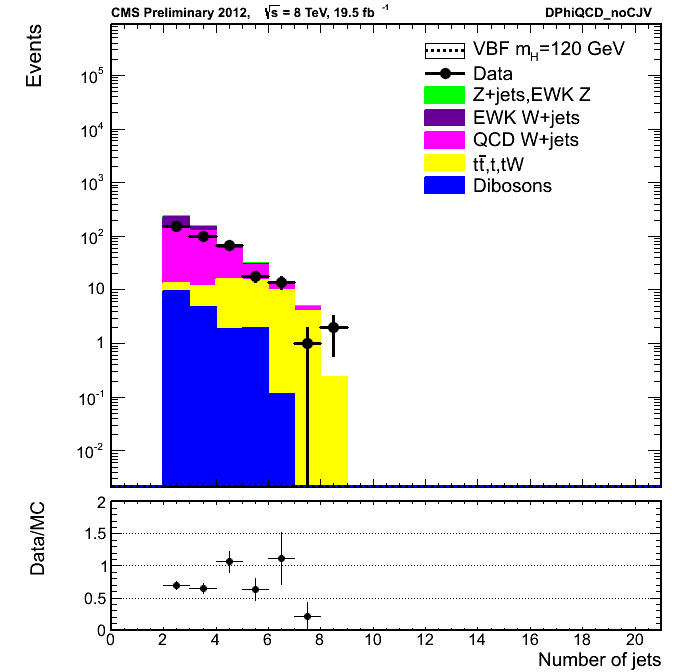 CMS Preliminary 2012, √s = 8 TeV, 19.5 fb⁻¹ DPhiQCD_noCJV
Events
VBF m_H=120 GeV
Data
Z+jets,EWK Z
EWK W+jets
QCD W+jets
tt̄,t,tW
Dibosons
10⁵
10⁴
10³
10²
10
1
10⁻¹
10⁻²
Data/MC
2
1.5
1
0.5
0
0 2 4 6 8 10 12 14 16 18 20
Number of jets